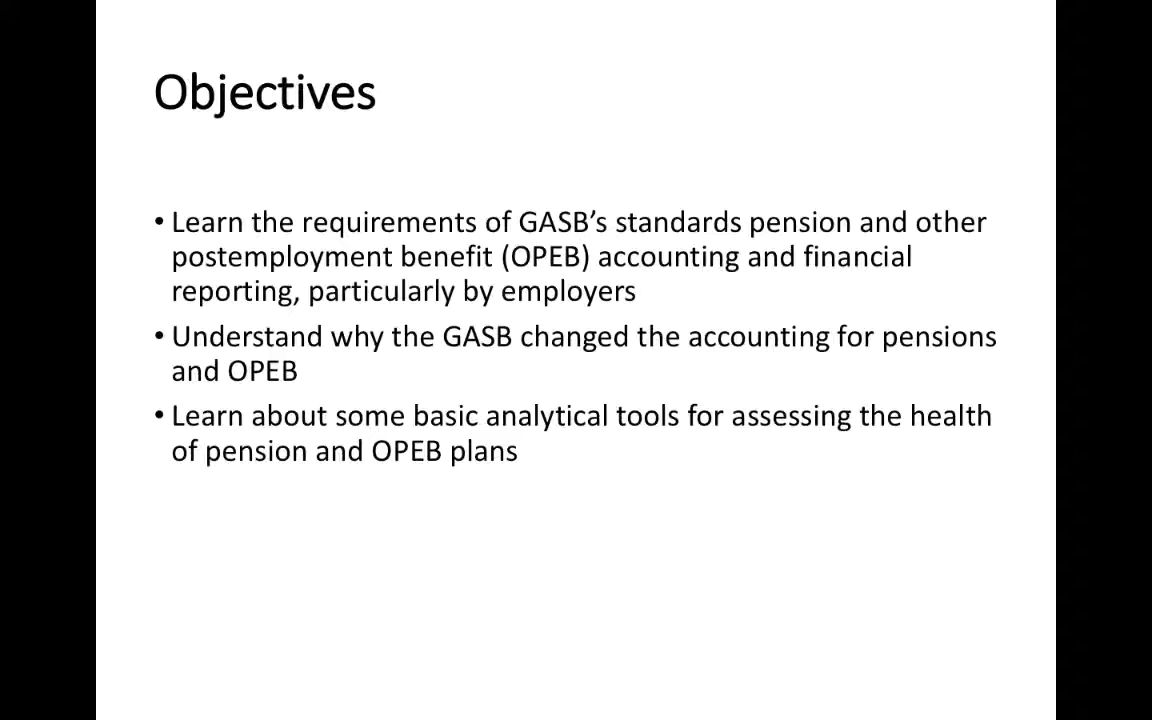 Objectives
• Learn the requirements of GASB’s standards pension and other
postemployment benefit (OPEB) accounting and financial
reporting, particularly by employers
• Understand why the GASB changed the accounting for pensions
and OPEB
• Learn about some basic analytical tools for assessing the health
of pension and OPEB plans